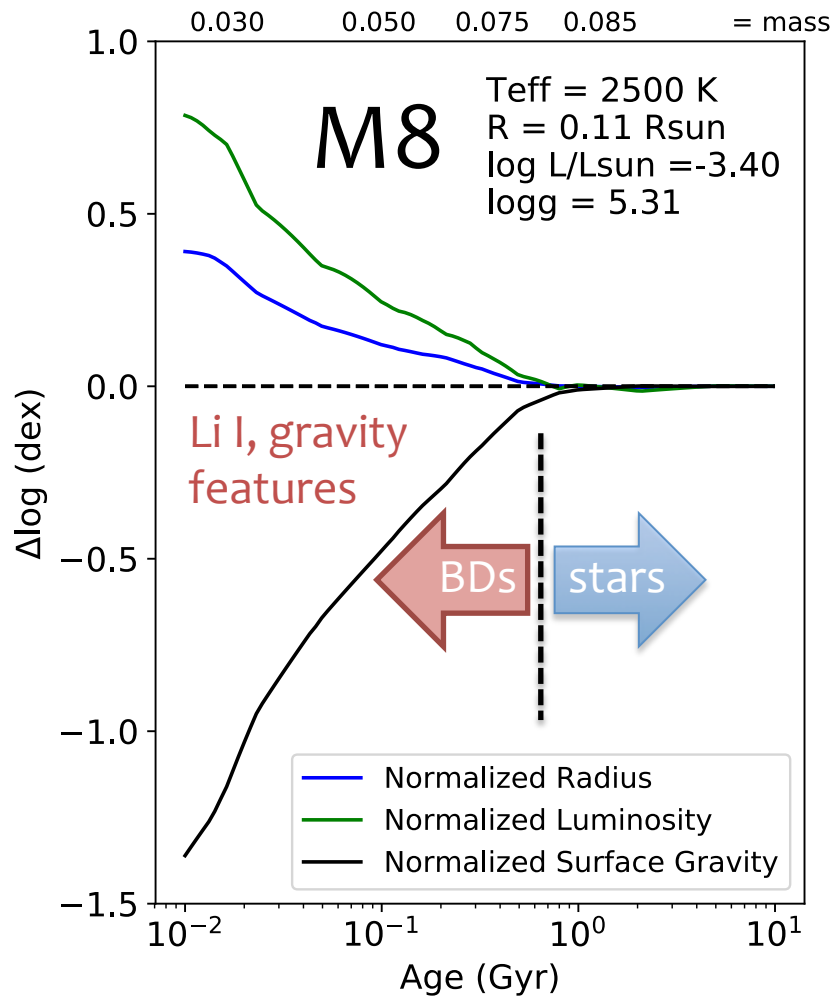 0.030 0.050 0.075 0.085 = mass
1.0
M8
Teff = 2500 K
R = 0.11 Rsun
log L/Lsun =-3.40
logg = 5.31
0.5
0.0
Li I, gravity
features
Δlog (dex)
−0.5
BDs
stars
−1.0
Normalized Radius
Normalized Luminosity
Normalized Surface Gravity
−1.5
10⁻² 10⁻¹ 10⁰ 10¹
Age (Gyr)